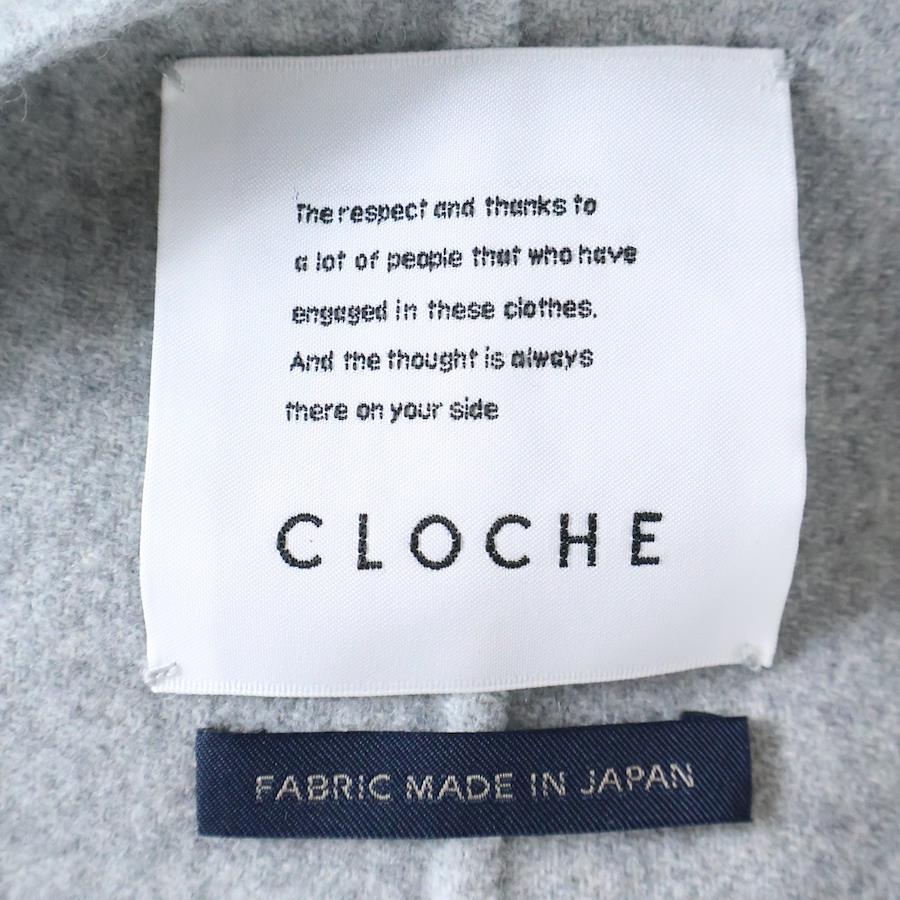 The respect and thanks to
a lot of people that who have
engaged in these clothes.
And the thought is always
there on your side
CLOCHE
FABRIC MADE IN JAPAN